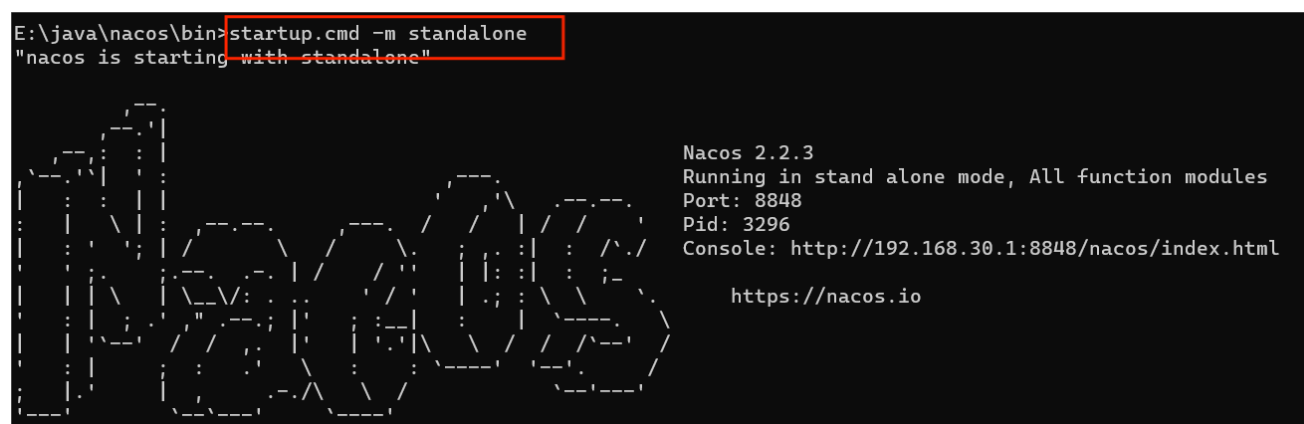 E:\java\nacos\bin>startup.cmd -m standalone
"nacos is starting with standalone"
Nacos 2.2.3
Running in stand alone mode, All function modules
Port: 8848
Pid: 3296
Console: http://192.168.30.1:8848/nacos/index.html
https://nacos.io